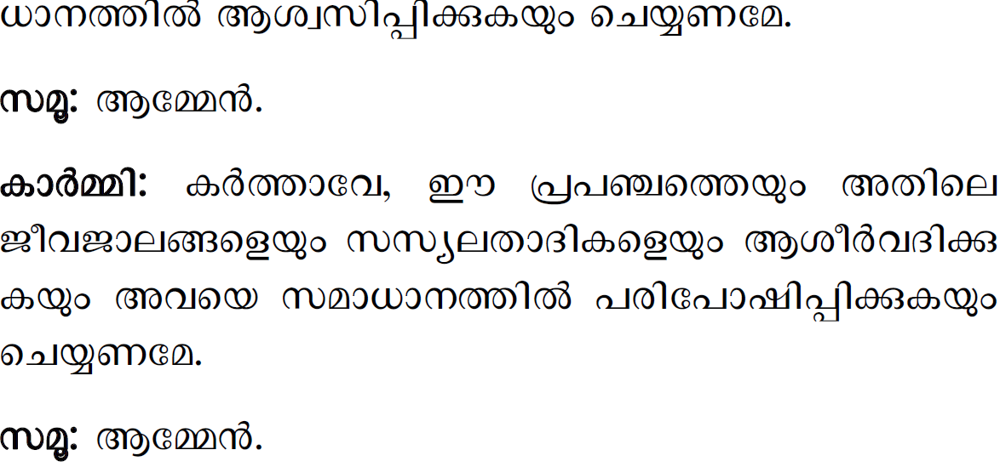 ധാനത്തിൽ ആശ്വസിപ്പിക്കുകയും ചെയ്യണമേ.
സമൂ: ആമ്മേൻ.
കാർമ്മി: കർത്താവേ, ഈ പ്രപഞ്ചത്തെയും അതിലെ
ജീവജാലങ്ങളെയും സസ്യലതാദികളെയും ആശീർവദിക്കു
കയും അവയെ സമാധാനത്തിൽ പരിപോഷിപ്പിക്കുകയും
ചെയ്യണമേ.
സമൂ: ആമ്മേൻ.